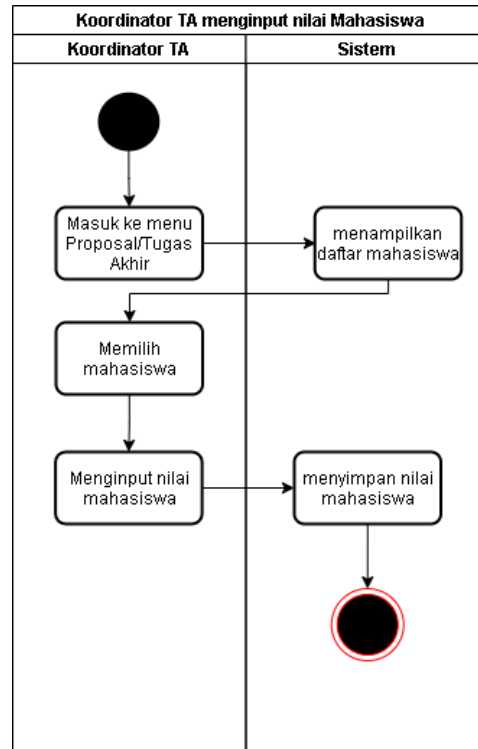 Koordinator TA menginput nilai Mahasiswa
Koordinator TA
Sistem
Masuk ke menu
Proposal/Tugas
Akhir
menampilkan
daftar mahasiswa
Memilih
mahasiswa
Menginput nilai
mahasiswa
menyimpan nilai
mahasiswa